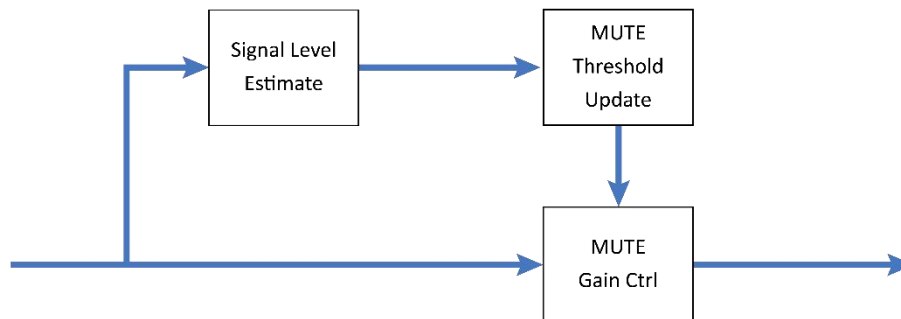 Signal Level
Estimate
MUTE
Threshold
Update
MUTE
Gain Ctrl